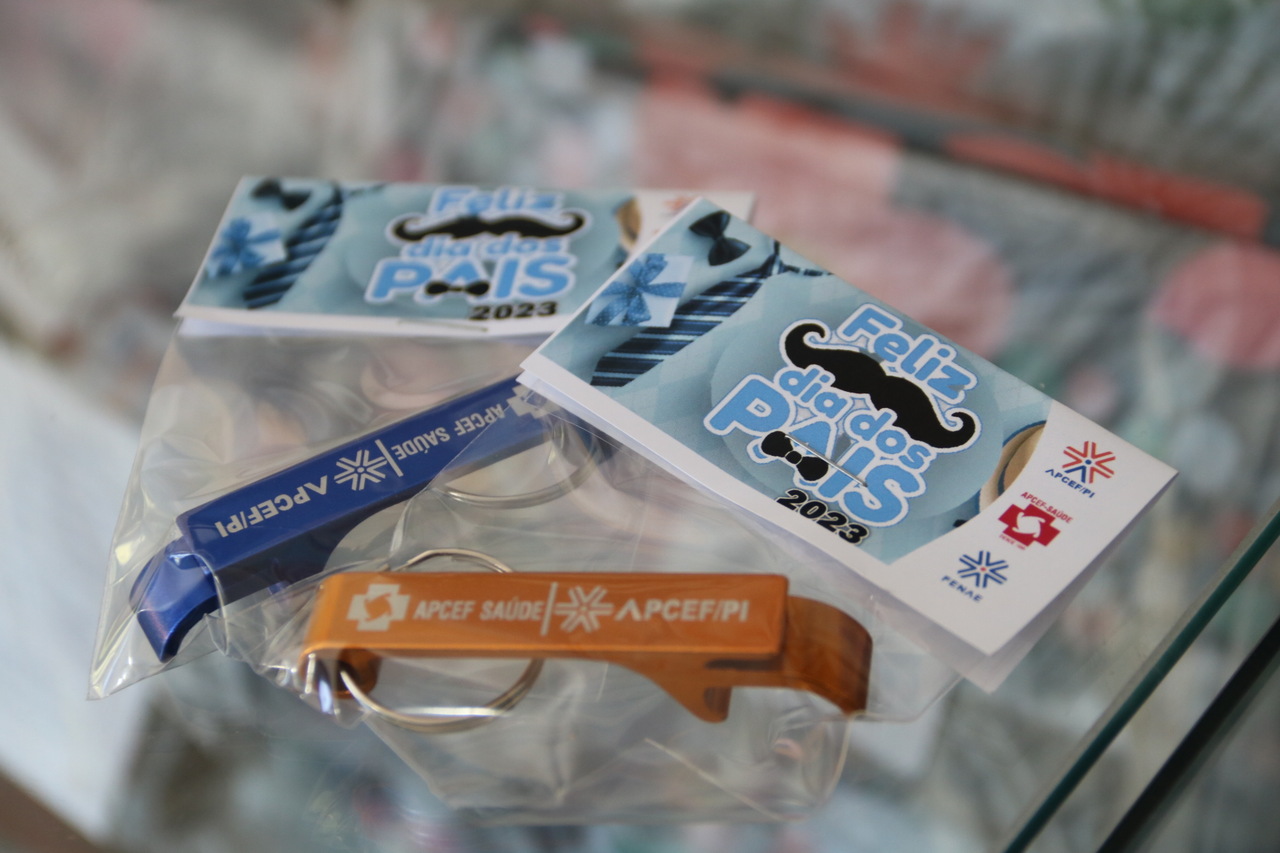 Feliz
dia dos
PAIS
2023
Feliz
dia dos
PAIS
2023
APCEF/PI
APCEF-SAÚDE
FENAE
APCEF SAÚDE
APCEF/PI
APCEF SAÚDE | APCEF/PI